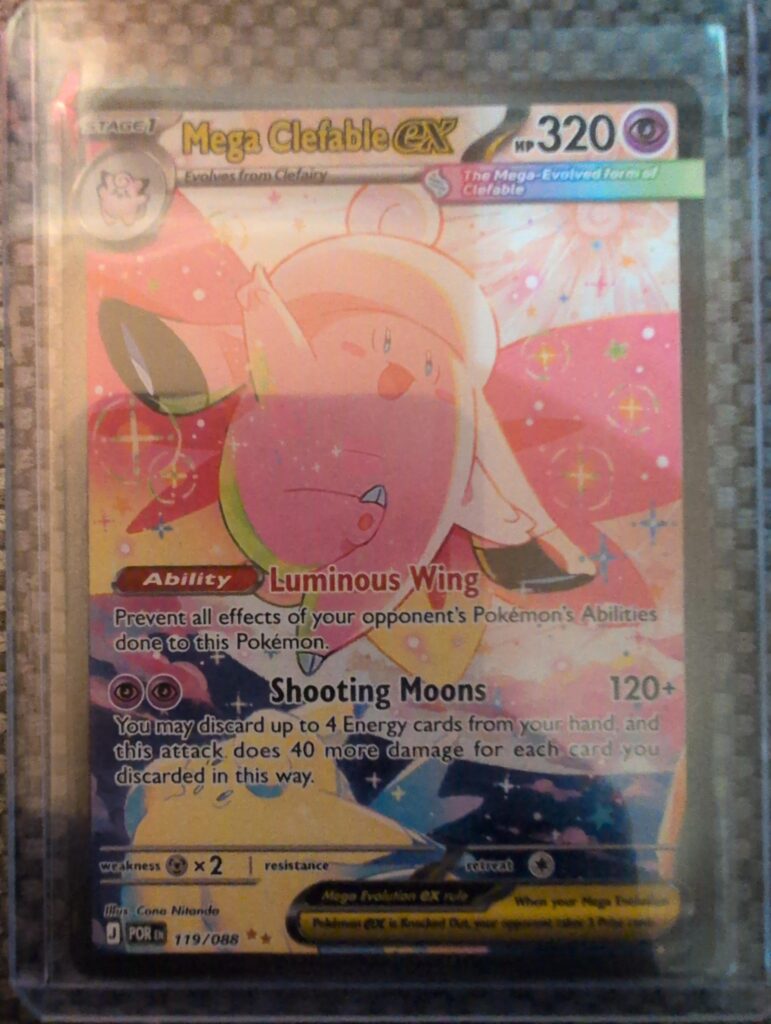 STAGE 1
Mega Clefable ex
HP 320
Evolves from Clefairy
The Mega-Evolved form of
Clefable
Ability Luminous Wing
Prevent all effects of your opponent's Pokémon's Abilities
done to this Pokémon.
Shooting Moons 120+
You may discard up to 4 Energy cards from your hand, and
this attack does 40 more damage for each card you
discarded in this way.
weakness ×2 resistance retreat
Illus. Cona Nitanda
Mega Evolution ex rule
When your Mega Evolution
Pokémon ex is Knocked Out, your opponent takes 3 Prize cards.
J POR EN 119/088